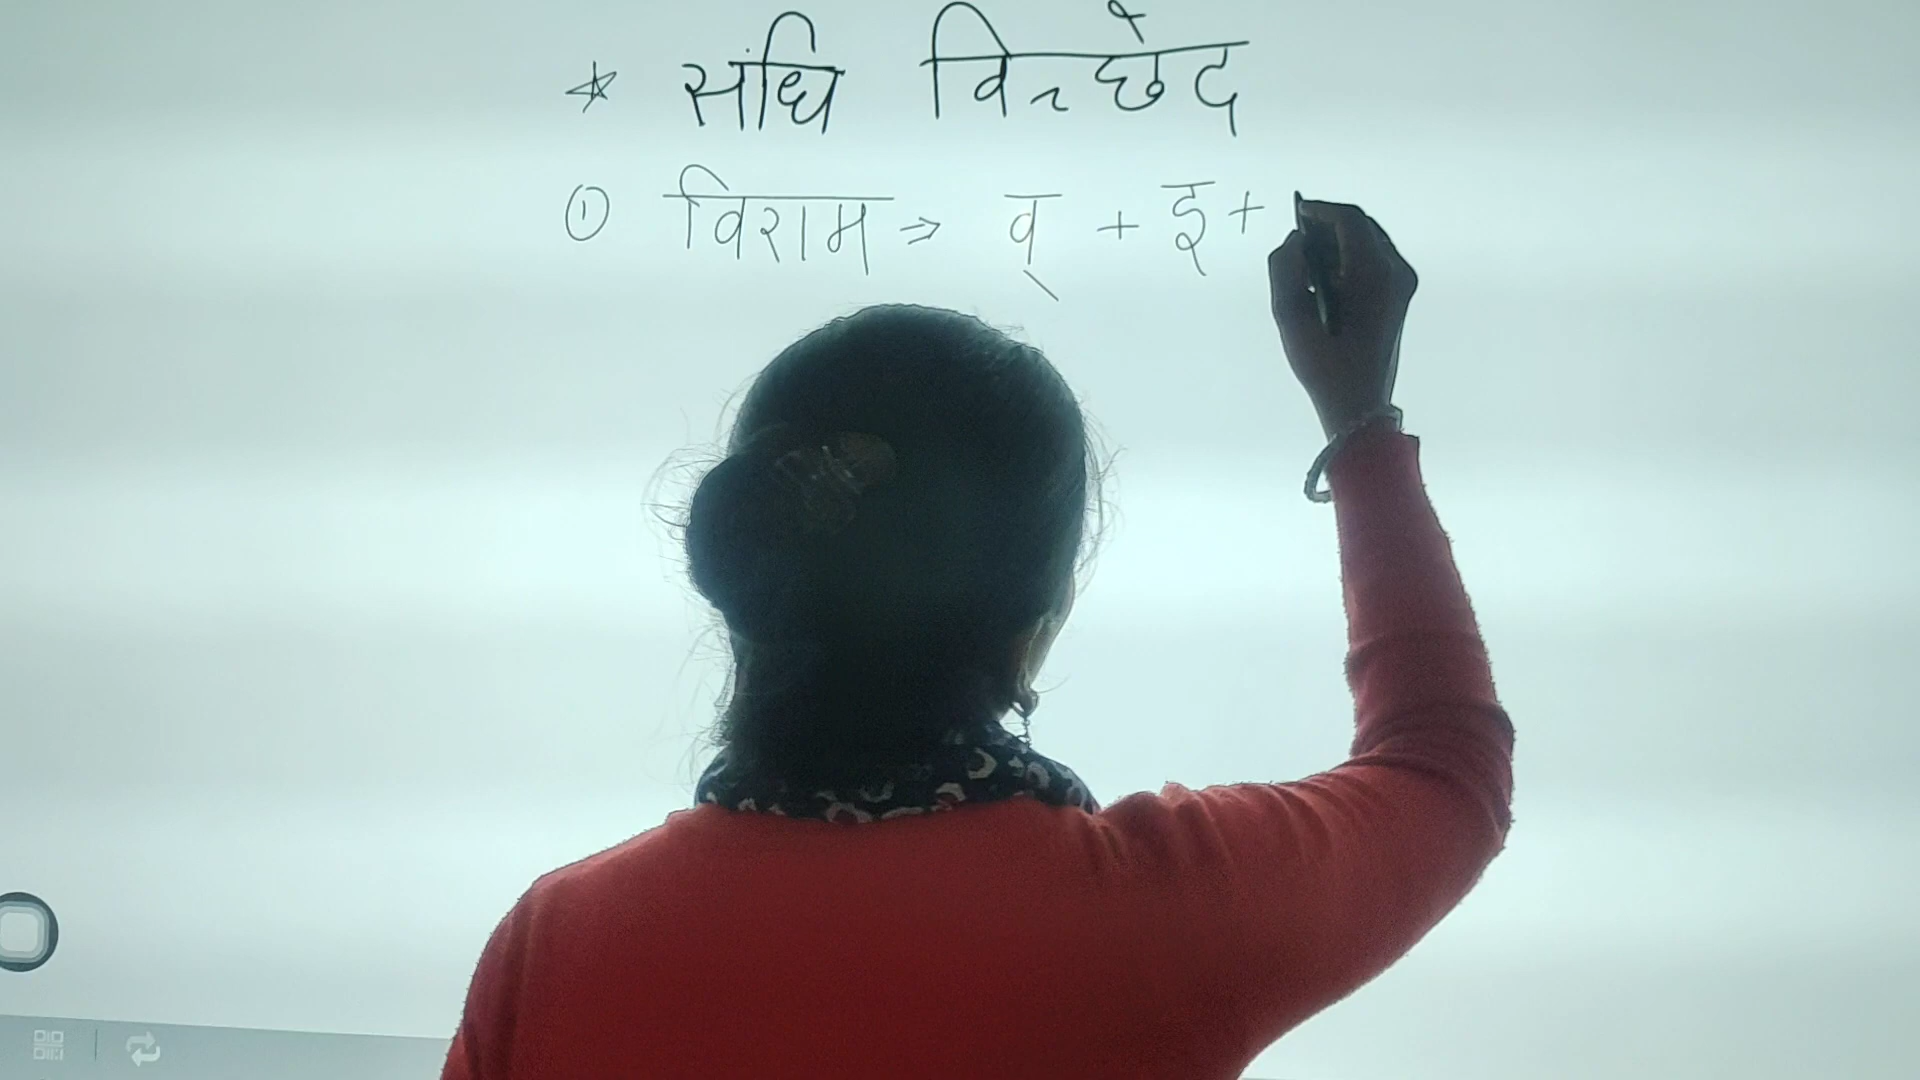 * संधि विच्छेद
① विराम ⇒ व् + इ +